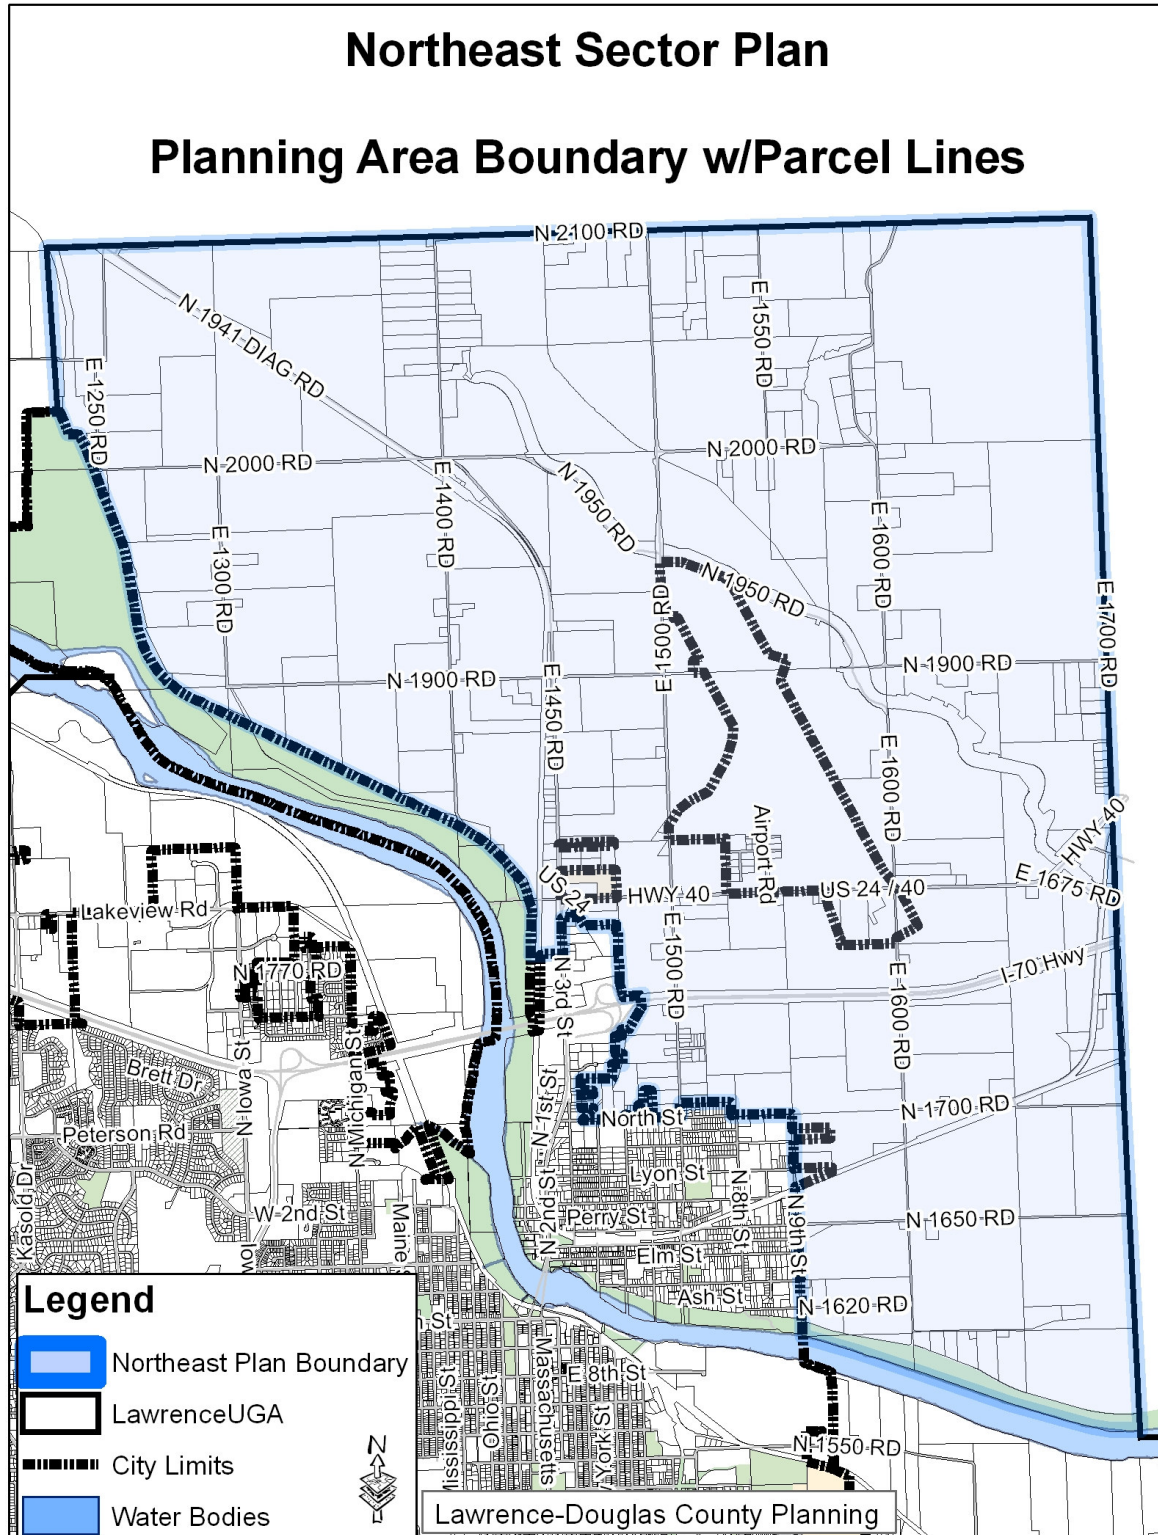 Northeast Sector Plan
Planning Area Boundary w/Parcel Lines
N 2100 RD
N 1941 DIAG RD
E 1550 RD
E 1250 RD
N 2000 RD
N 2000 RD
E 1400 RD
N 1950 RD
E 1600 RD
E 1300 RD
N 1950 RD
E 1500 RD
E 1700 RD
N 1900 RD
N 1900 RD
E 1450 RD
E 1600 RD
Airport Rd
HWY 40
US 24
HWY 40
US 24 / 40
E 1675 RD
Lakeview Rd
E 1500 RD
N 1770 RD
N 3rd St
I-70 Hwy
E 1600 RD
N Iowa St
N Michigan St
Brett Dr
N 1st St
North St
N 1700 RD
Peterson Rd
Lyon St
Kasold Dr
N 2nd St
N 8th St
W 2nd St
Maine
Perry St
N 9th St
N 1650 RD
Elm St
Ash St
N 1620 RD
E 8th St
Mississippi St
Ohio St
Massachusetts
York St
N 1550 RD
Legend
Northeast Plan Boundary
LawrenceUGA
City Limits
Water Bodies
N
Lawrence-Douglas County Planning